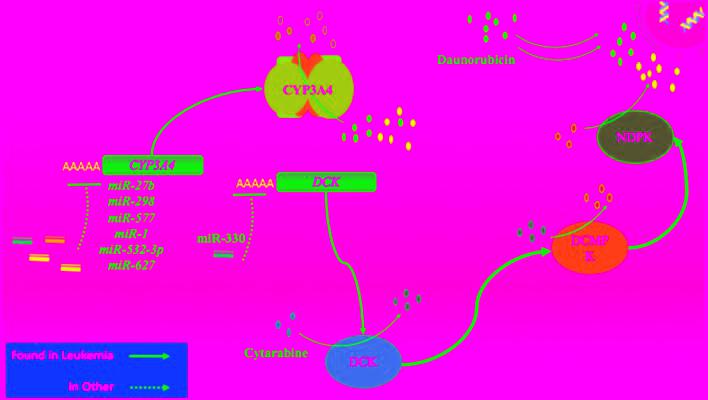 Daunorubicin
CYP3A4
NDPK
AAAAA CYP3A4
miR-27b
miR-298
miR-577
miR-1
miR-532-3p
miR-627
AAAAA DCK
miR-330
DCMP
K
Cytarabine
DCK
Found in Leukemia
In Other